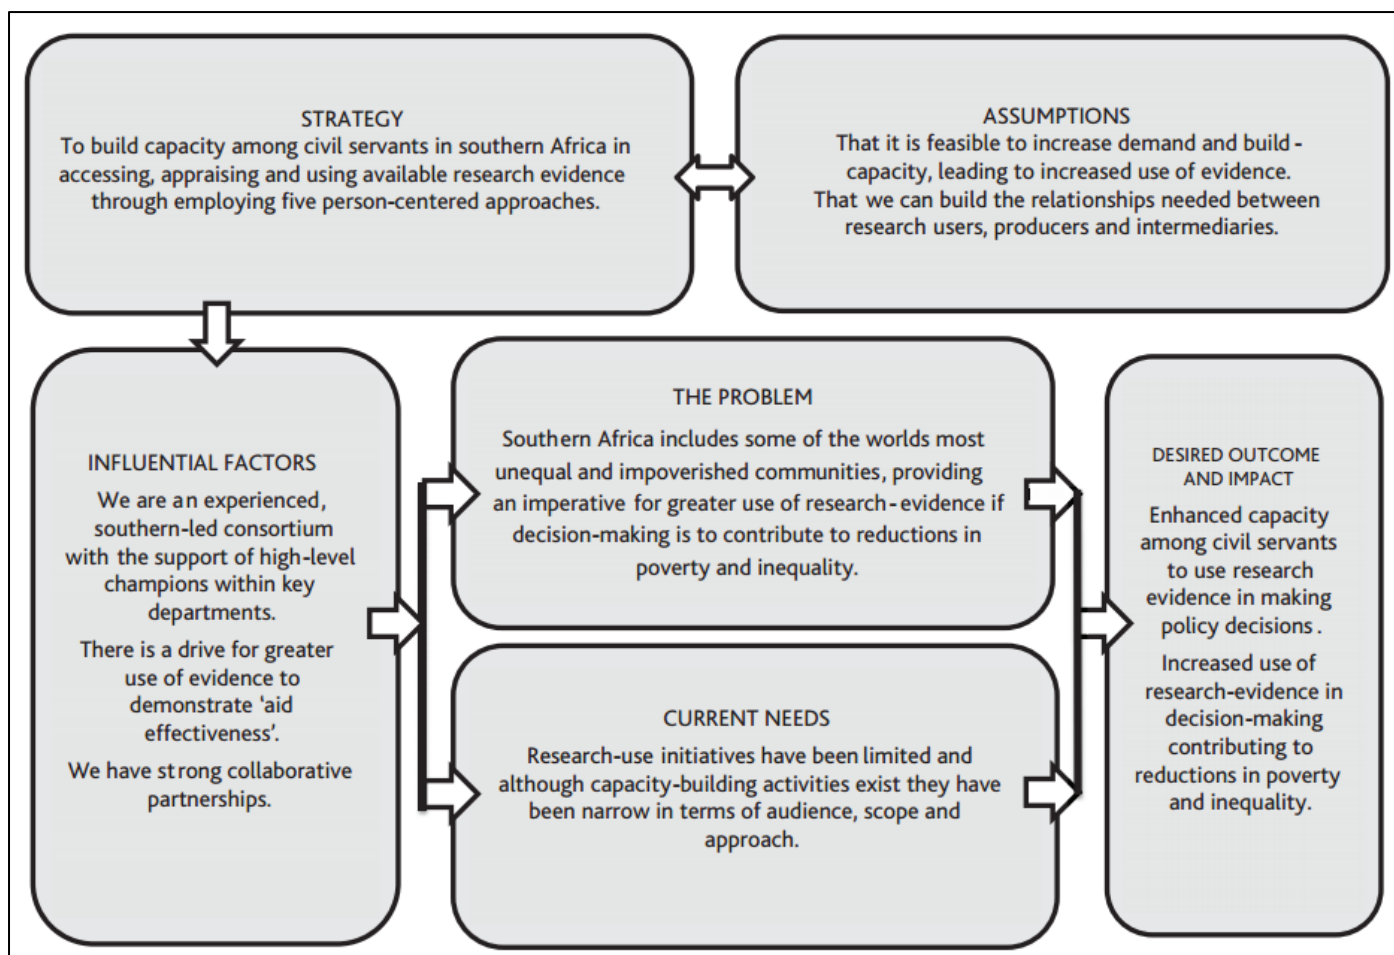 STRATEGY
To build capacity among civil servants in southern Africa in
accessing, appraising and using available research evidence
through employing five person-centered approaches.
ASSUMPTIONS
That it is feasible to increase demand and build -
capacity, leading to increased use of evidence.
That we can build the relationships needed between
research users, producers and intermediaries.
INFLUENTIAL FACTORS
We are an experienced,
southern-led consortium
with the support of high-level
champions within key
departments.
There is a drive for greater
use of evidence to
demonstrate ‘aid
effectiveness’.
We have strong collaborative
partnerships.
THE PROBLEM
Southern Africa includes some of the worlds most
unequal and impoverished communities, providing
an imperative for greater use of research-evidence if
decision-making is to contribute to reductions in
poverty and inequality.
CURRENT NEEDS
Research-use initiatives have been limited and
although capacity-building activities exist they have
been narrow in terms of audience, scope and
approach.
DESIRED OUTCOME
AND IMPACT
Enhanced capacity
among civil servants
to use research
evidence in making
policy decisions .
Increased use of
research-evidence in
decision-making
contributing to
reductions in poverty
and inequality.